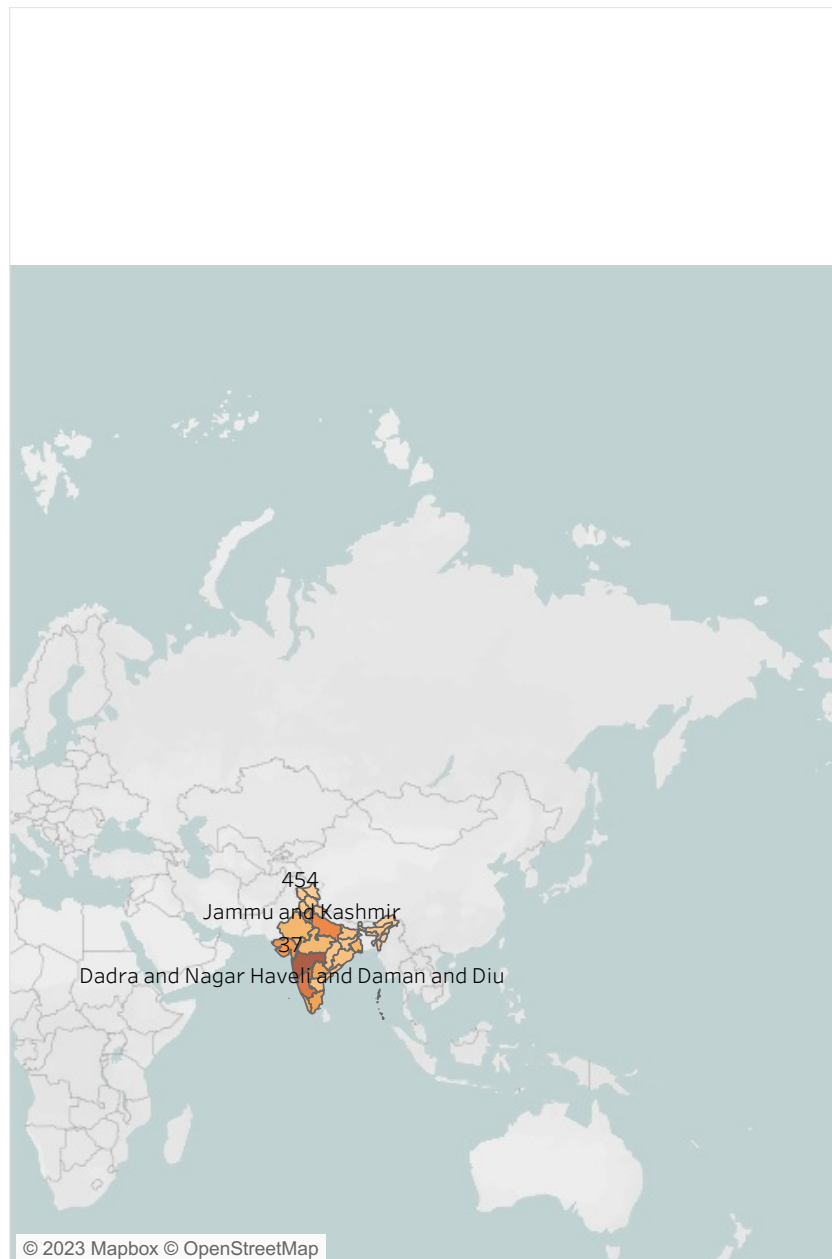 454
Jammu and Kashmir
37
Dadra and Nagar Haveli and Daman and Diu
© 2023 Mapbox © OpenStreetMap